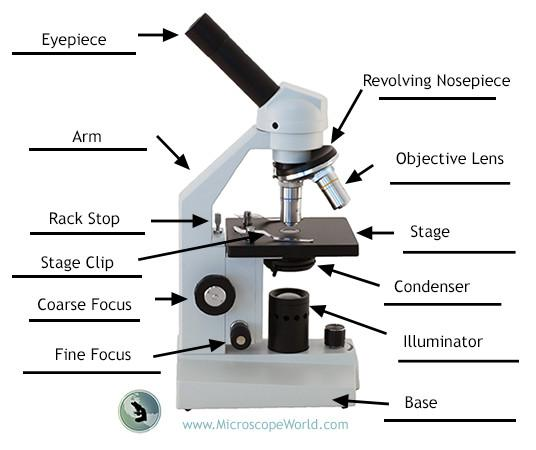 Eyepiece
Revolving Nosepiece
Arm
Objective Lens
Rack Stop
Stage
Stage Clip
Condenser
Coarse Focus
Illuminator
Fine Focus
Base
www.MicroscopeWorld.com